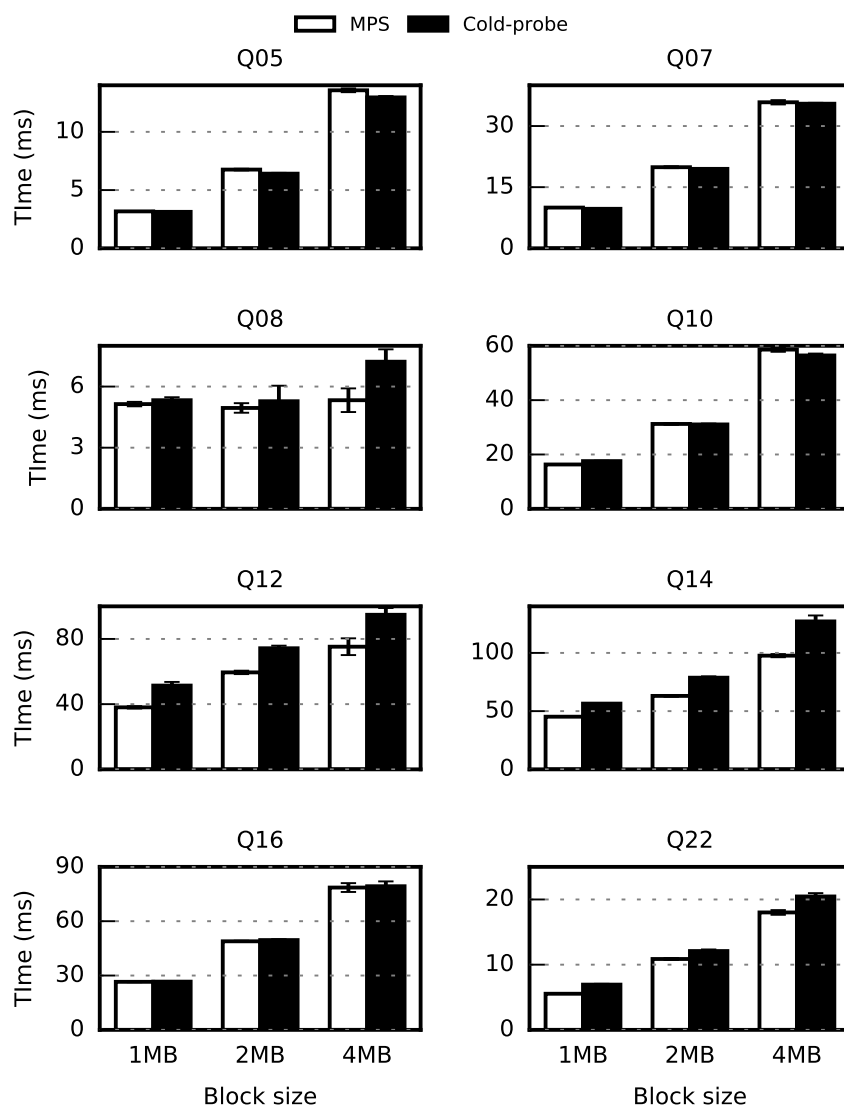 MPS Cold-probe
Q05 Q07
TIme (ms)
10
5
0
30
15
0
Q08 Q10
TIme (ms)
6
3
0
60
40
20
0
Q12 Q14
TIme (ms)
80
40
0
100
50
0
Q16 Q22
TIme (ms)
90
60
30
0
20
10
0
1MB 2MB 4MB 1MB 2MB 4MB
Block size Block size